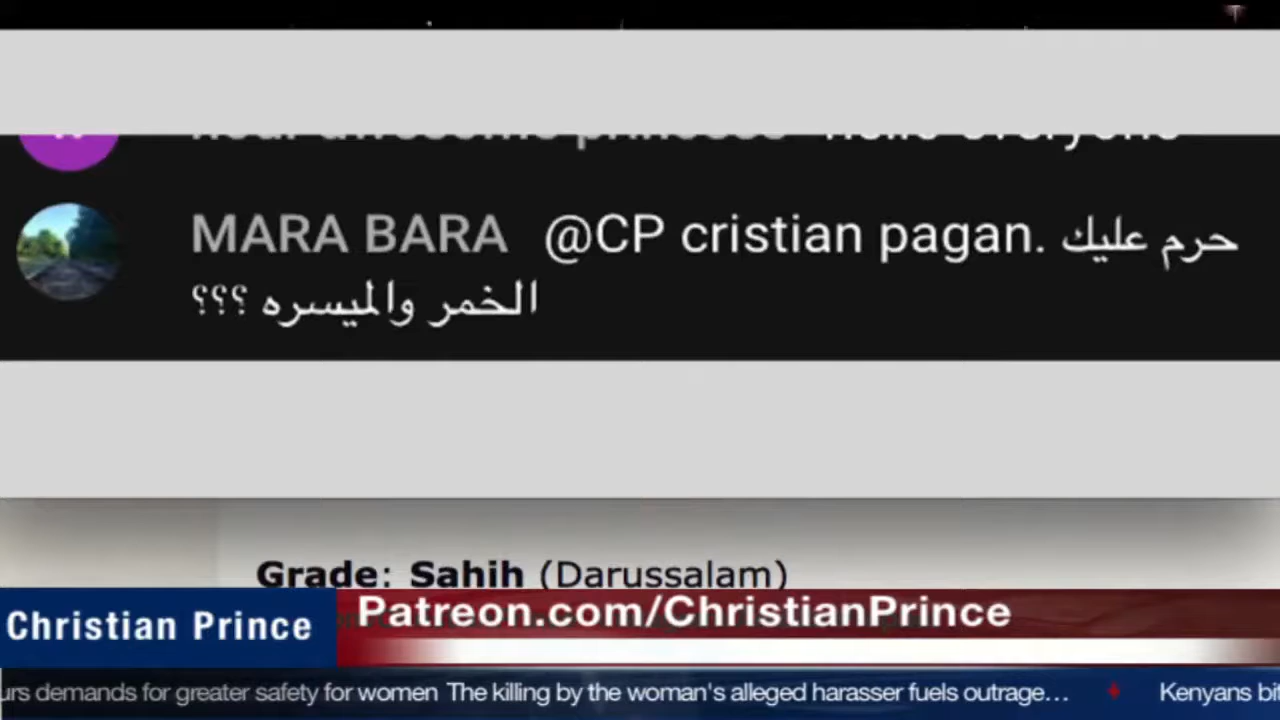 MARA BARA @CP cristian pagan. حرم عليك
الخمر والميسره ؟؟؟
Grade: Sahih (Darussalam)
Christian Prince
Patreon.com/ChristianPrince
demands for greater safety for women The killing by the woman's alleged harasser fuels outrage… Kenyans